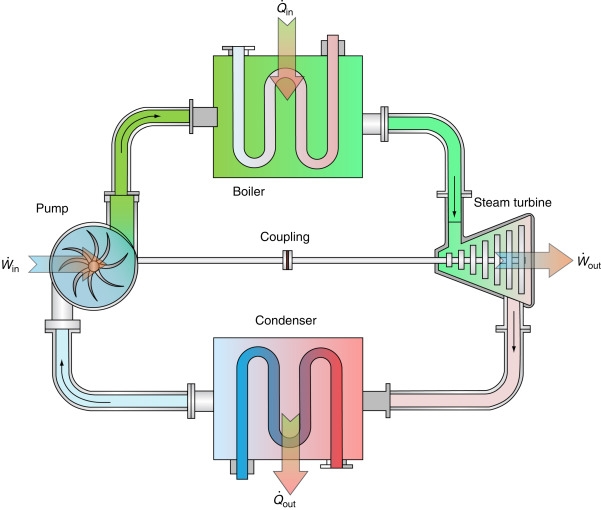 Q̇in
Boiler
Steam turbine
Pump
Coupling
Ẇin
Ẇout
Condenser
Q̇out